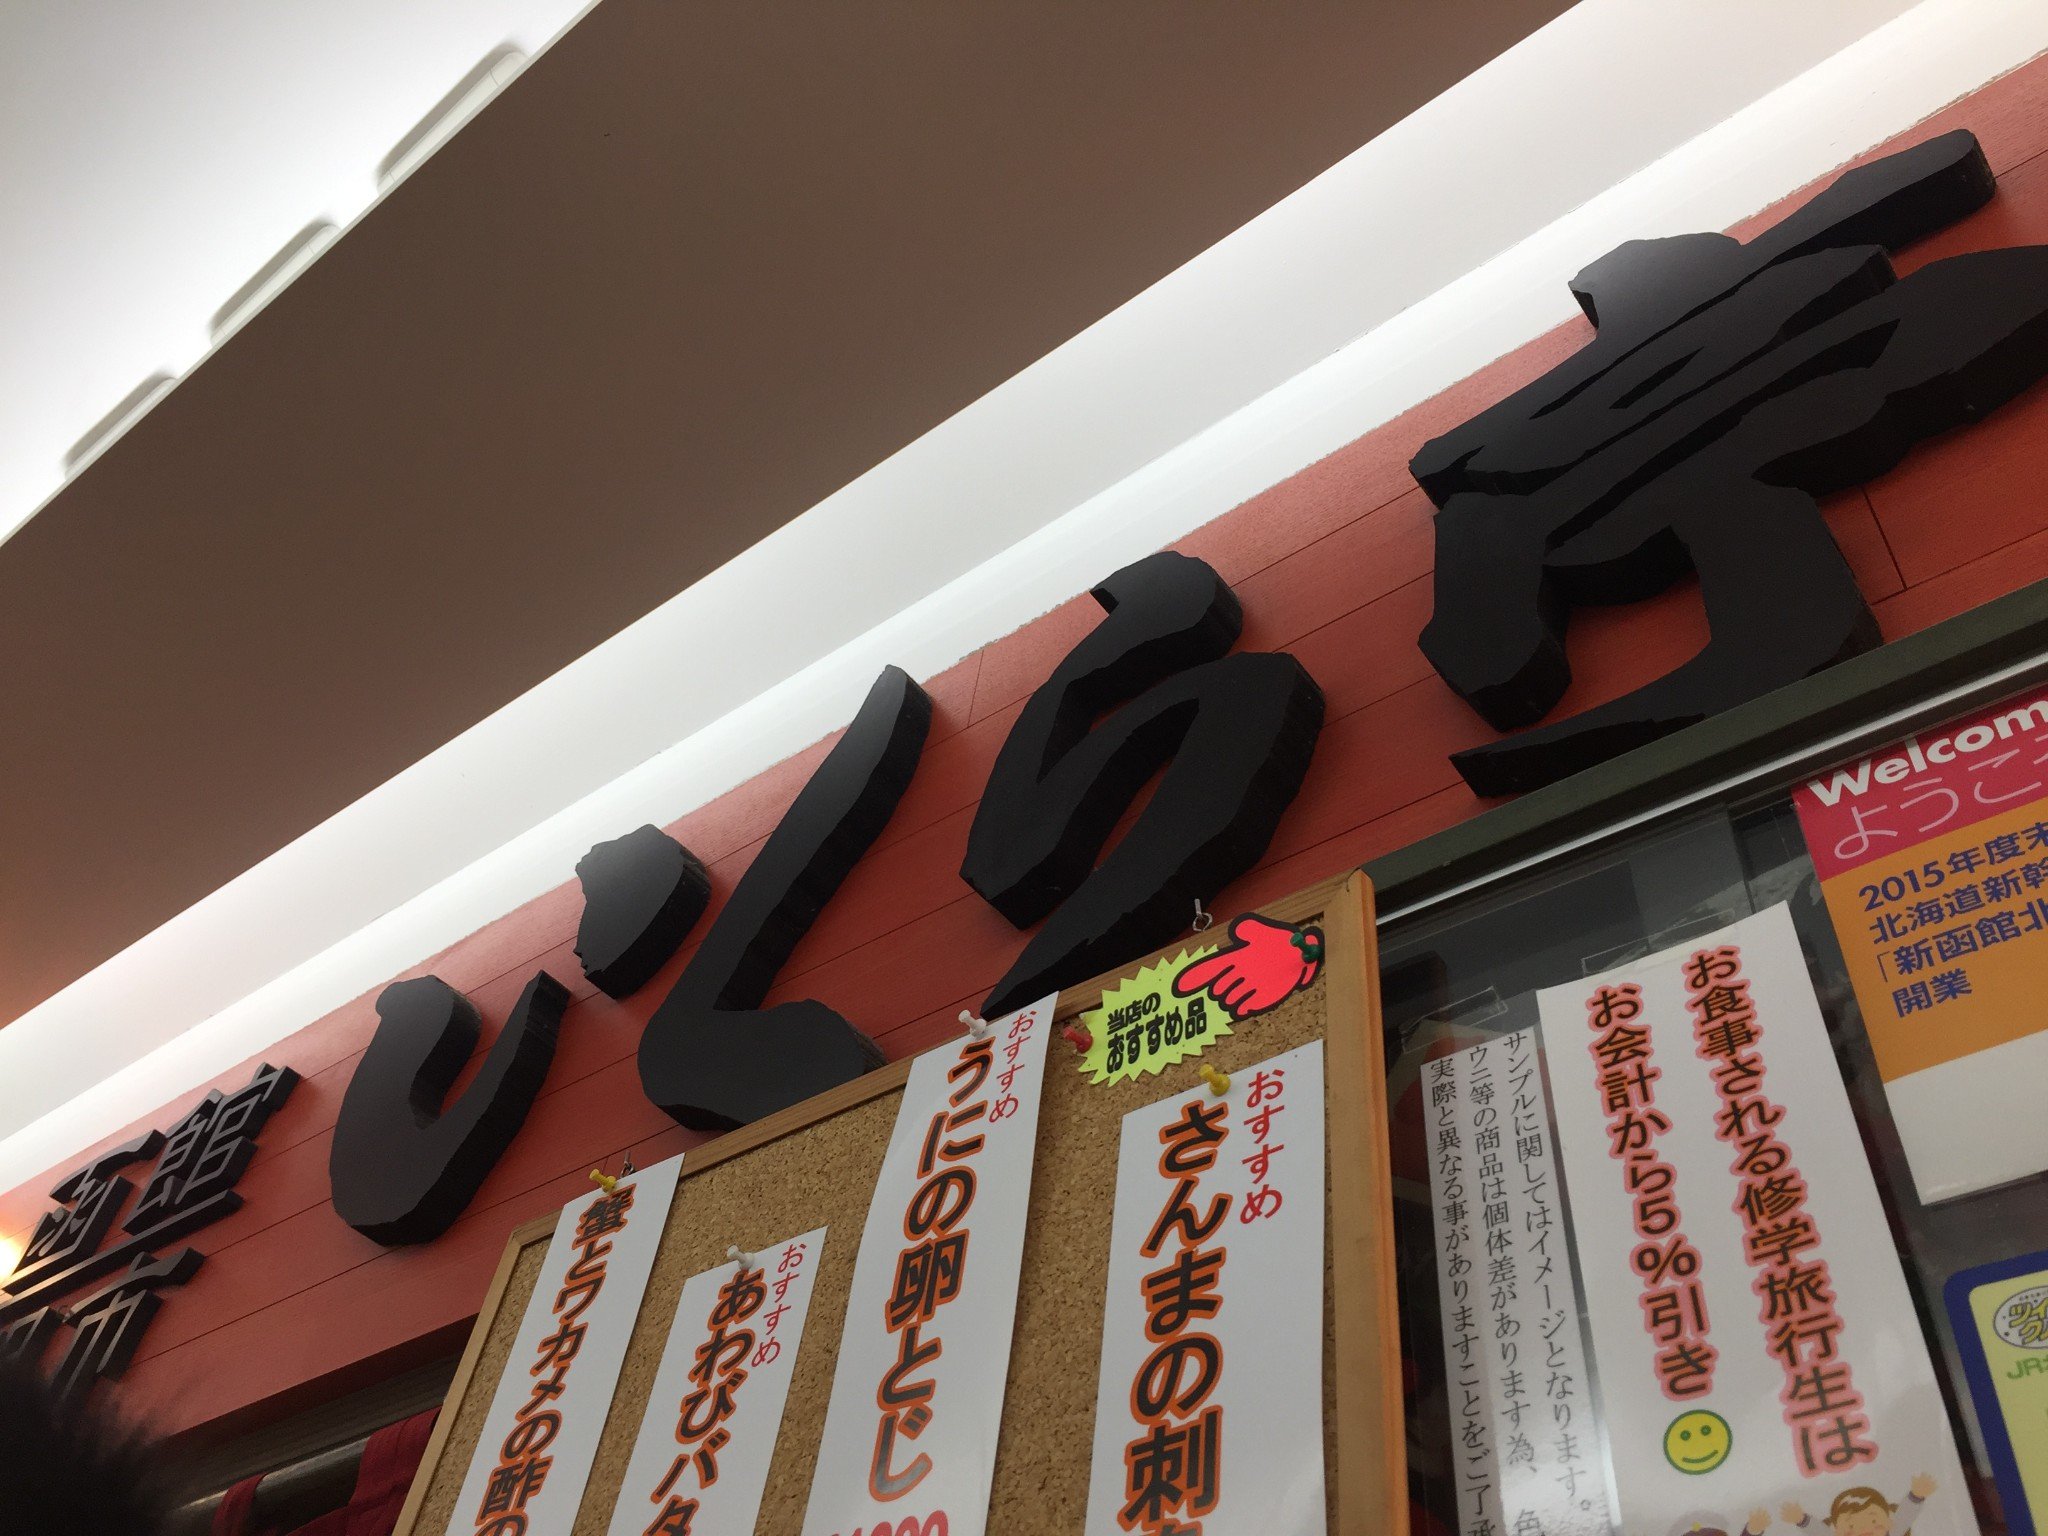 函館
いくら亭
当店の
おすすめ品
おすすめ
さんまの刺
おすすめ
うにの卵とじ
おすすめ
あわびバタ
蟹とワカメの酢の
サンプルに関してはイメージとなります。
ウニ等の商品は個体差があります為、色
実際と異なる事がありますことをご了承
お食事される修学旅行生は
お会計から5%引き
Welcom
ようこそ
2015年度末
北海道新幹
「新函館北
開業
JR